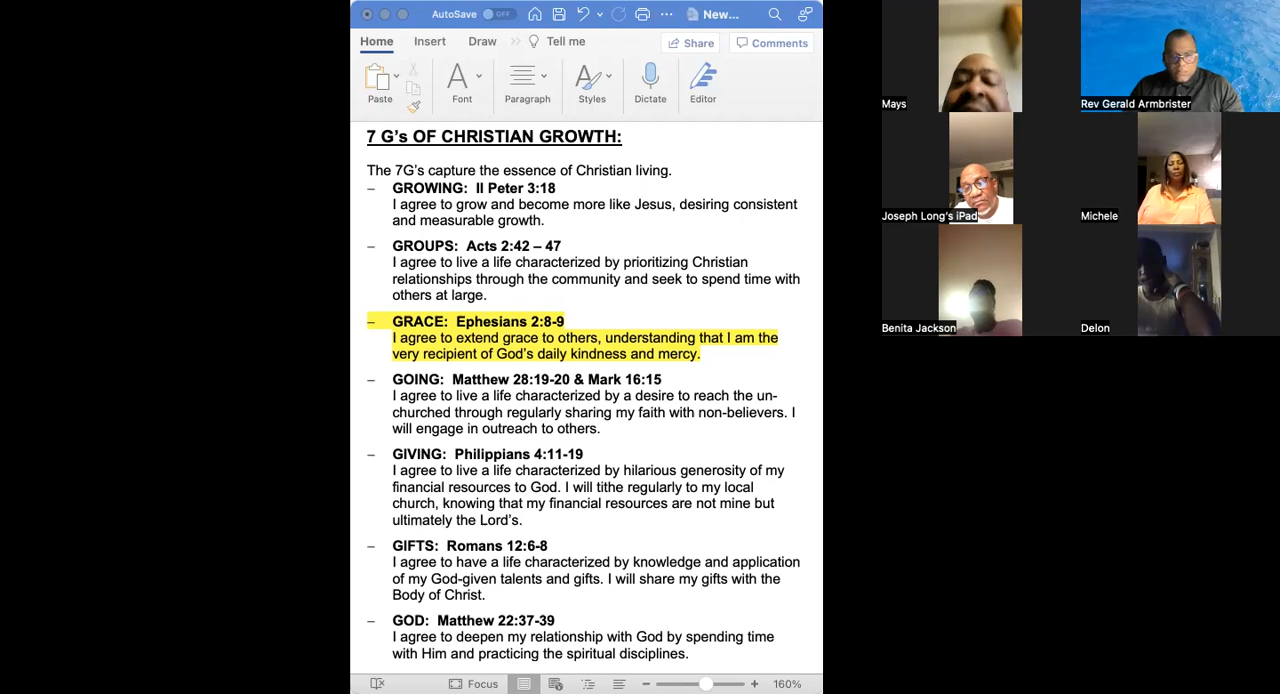 AutoSave OFF New...
Home Insert Draw Tell me Share Comments
Paste Font Paragraph Styles Dictate Editor
7 G's OF CHRISTIAN GROWTH:
The 7G's capture the essence of Christian living.
– GROWING: II Peter 3:18
I agree to grow and become more like Jesus, desiring consistent
and measurable growth.
– GROUPS: Acts 2:42 – 47
I agree to live a life characterized by prioritizing Christian
relationships through the community and seek to spend time with
others at large.
– GRACE: Ephesians 2:8-9
I agree to extend grace to others, understanding that I am the
very recipient of God's daily kindness and mercy.
– GOING: Matthew 28:19-20 & Mark 16:15
I agree to live a life characterized by a desire to reach the un-
churched through regularly sharing my faith with non-believers. I
will engage in outreach to others.
– GIVING: Philippians 4:11-19
I agree to live a life characterized by hilarious generosity of my
financial resources to God. I will tithe regularly to my local
church, knowing that my financial resources are not mine but
ultimately the Lord's.
– GIFTS: Romans 12:6-8
I agree to have a life characterized by knowledge and application
of my God-given talents and gifts. I will share my gifts with the
Body of Christ.
– GOD: Matthew 22:37-39
I agree to deepen my relationship with God by spending time
with Him and practicing the spiritual disciplines.
Focus 160%
Mays
Rev Gerald Armbrister
Joseph Long's iPad
Michele
Benita Jackson
Delon